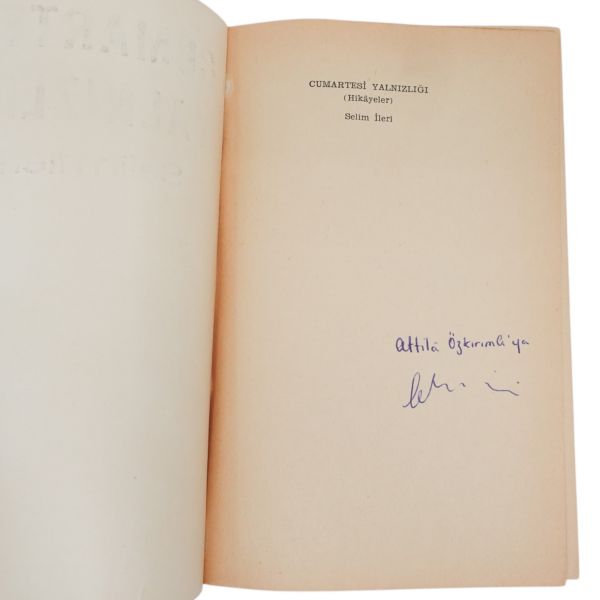 CUMARTESİ YALNIZLIĞI
(Hikâyeler)
Selim İleri
Attilâ Özkırımlı'ya